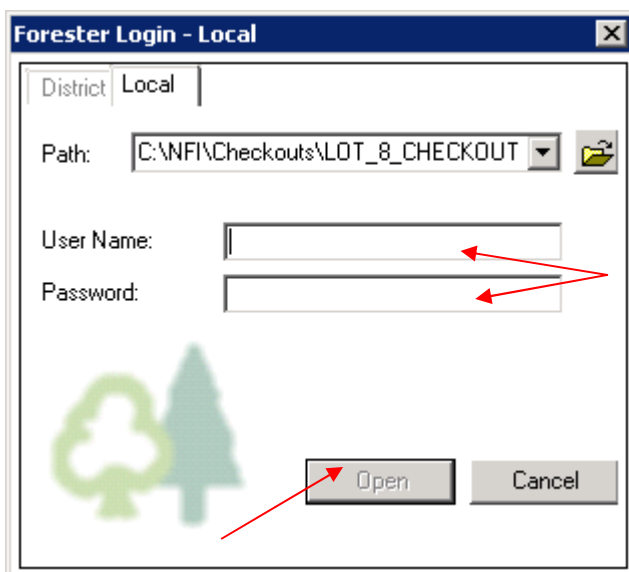 Forester Login - Local
District Local
Path: C:\NFI\Checkouts\LOT_8_CHECKOUT
User Name:
Password:
Open Cancel